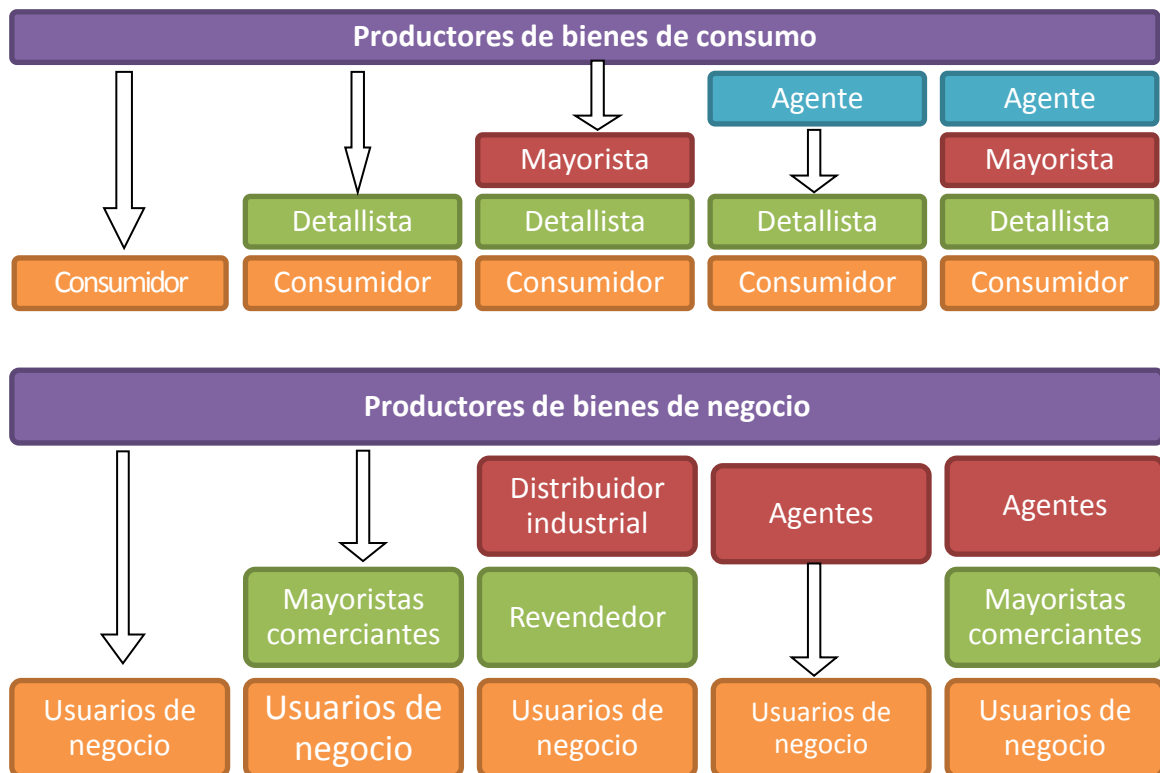 Productores de bienes de consumo
Agente
Agente
Mayorista
Mayorista
Detallista
Detallista
Detallista
Detallista
Consumidor
Consumidor
Consumidor
Consumidor
Consumidor
Productores de bienes de negocio
Distribuidor
industrial
Agentes
Agentes
Mayoristas
comerciantes
Revendedor
Mayoristas
comerciantes
Usuarios de
negocio
Usuarios de
negocio
Usuarios de
negocio
Usuarios de
negocio
Usuarios de
negocio